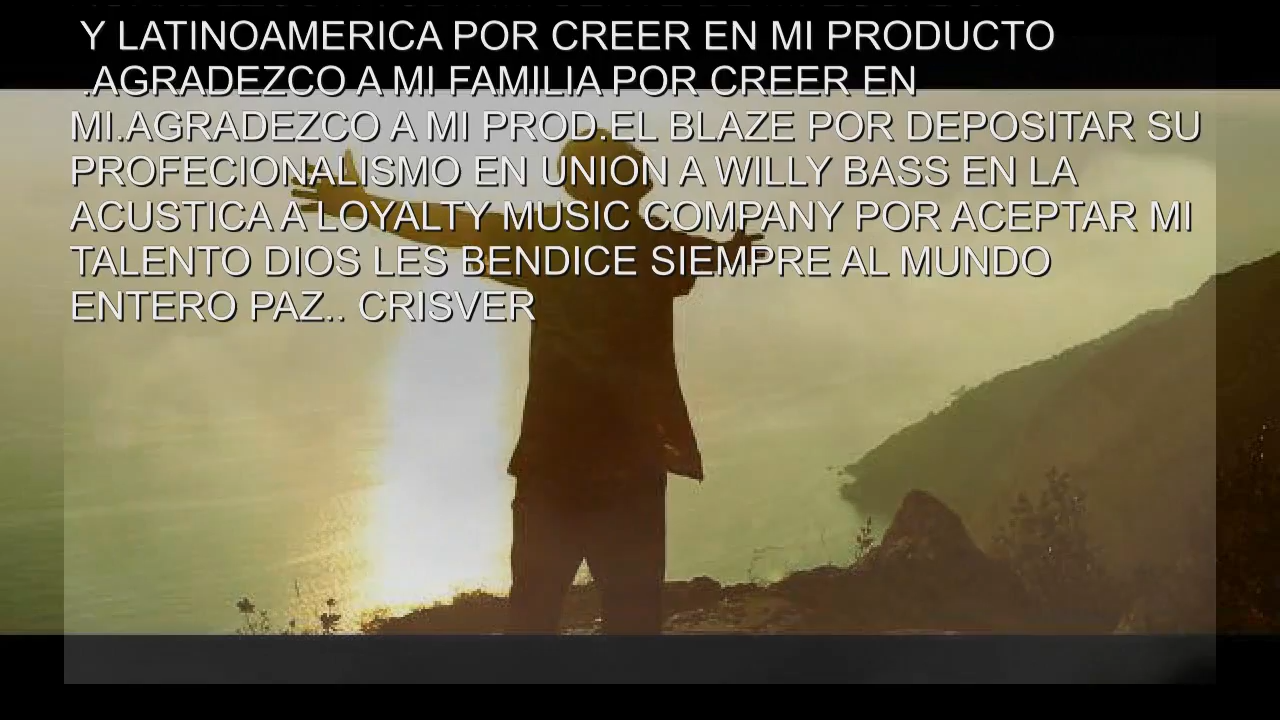 Y LATINOAMERICA POR CREER EN MI PRODUCTO
.AGRADEZCO A MI FAMILIA POR CREER EN
MI.AGRADEZCO A MI PROD.EL BLAZE POR DEPOSITAR SU
PROFECIONALISMO EN UNION A WILLY BASS EN LA
ACUSTICA A LOYALTY MUSIC COMPANY POR ACEPTAR MI
TALENTO DIOS LES BENDICE SIEMPRE AL MUNDO
ENTERO PAZ.. CRISVER